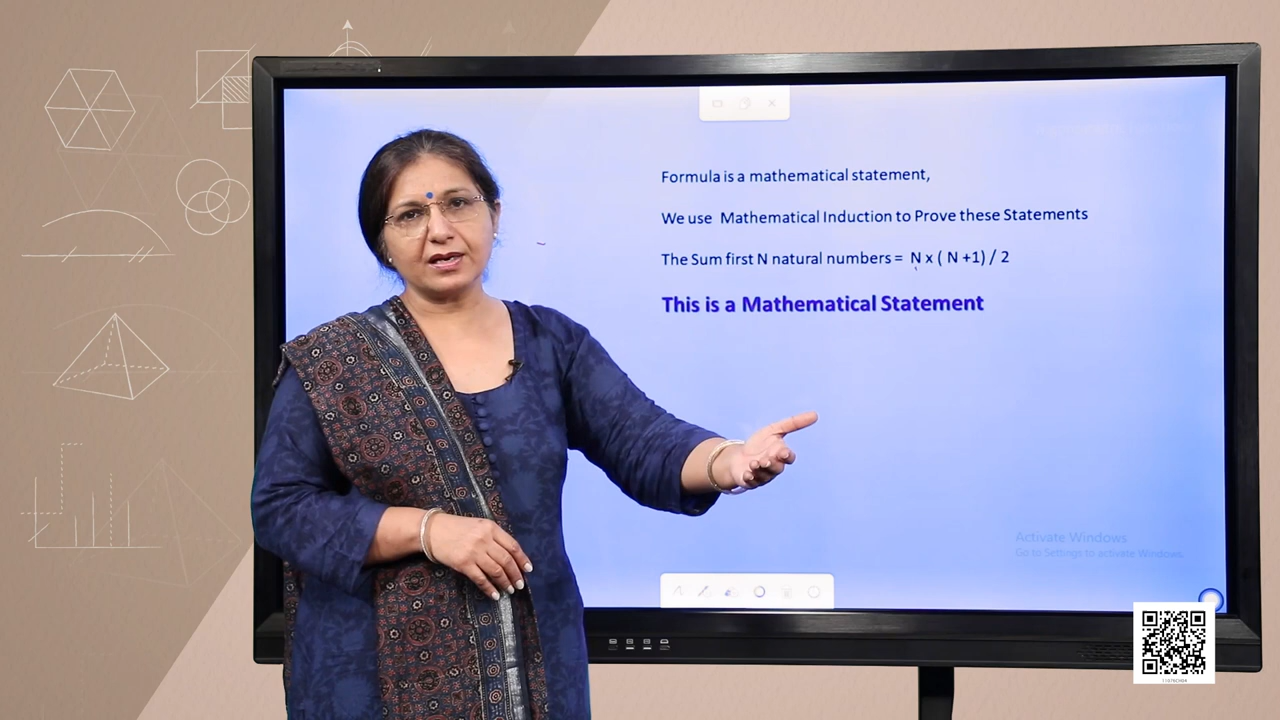 Formula is a mathematical statement,
We use Mathematical Induction to Prove these Statements
The Sum first N natural numbers = N x ( N +1) / 2
This is a Mathematical Statement
Activate Windows
Go to Settings to activate Windows.